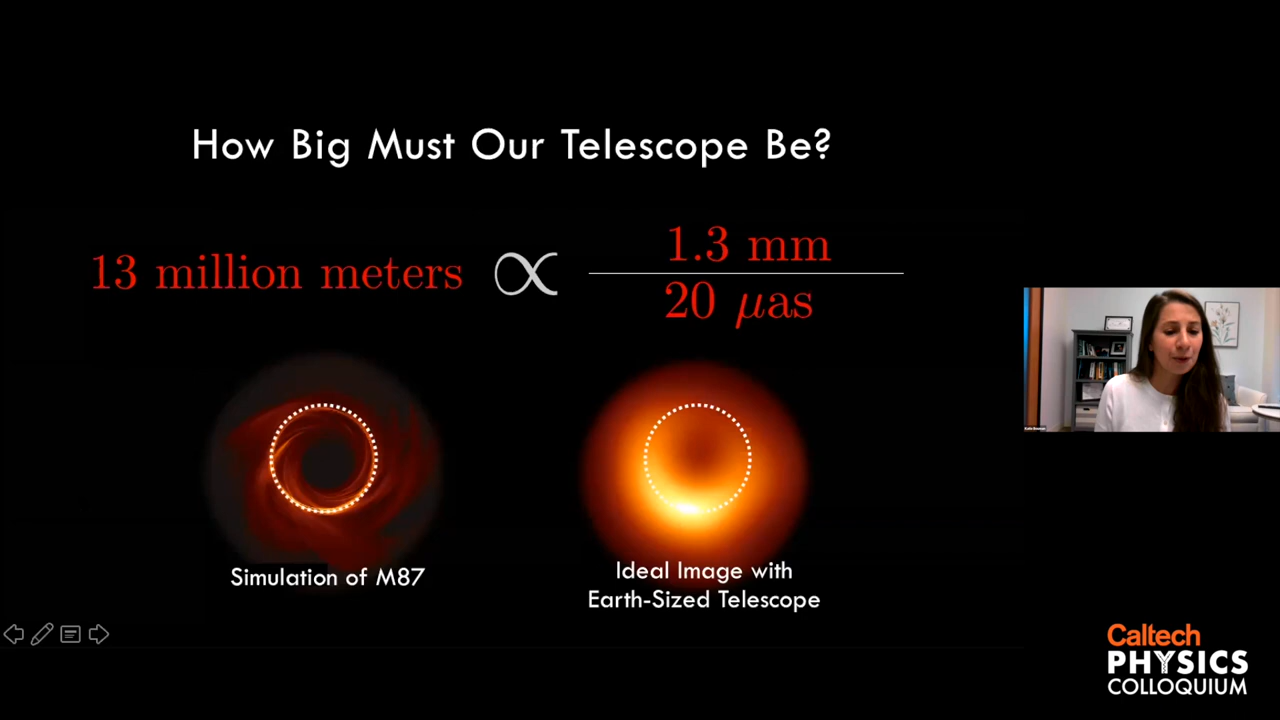 How Big Must Our Telescope Be?
13 million meters ∝ 1.3 mm
20 μas
Simulation of M87
Ideal Image with
Earth-Sized Telescope
Caltech
PHYSICS
COLLOQUIUM